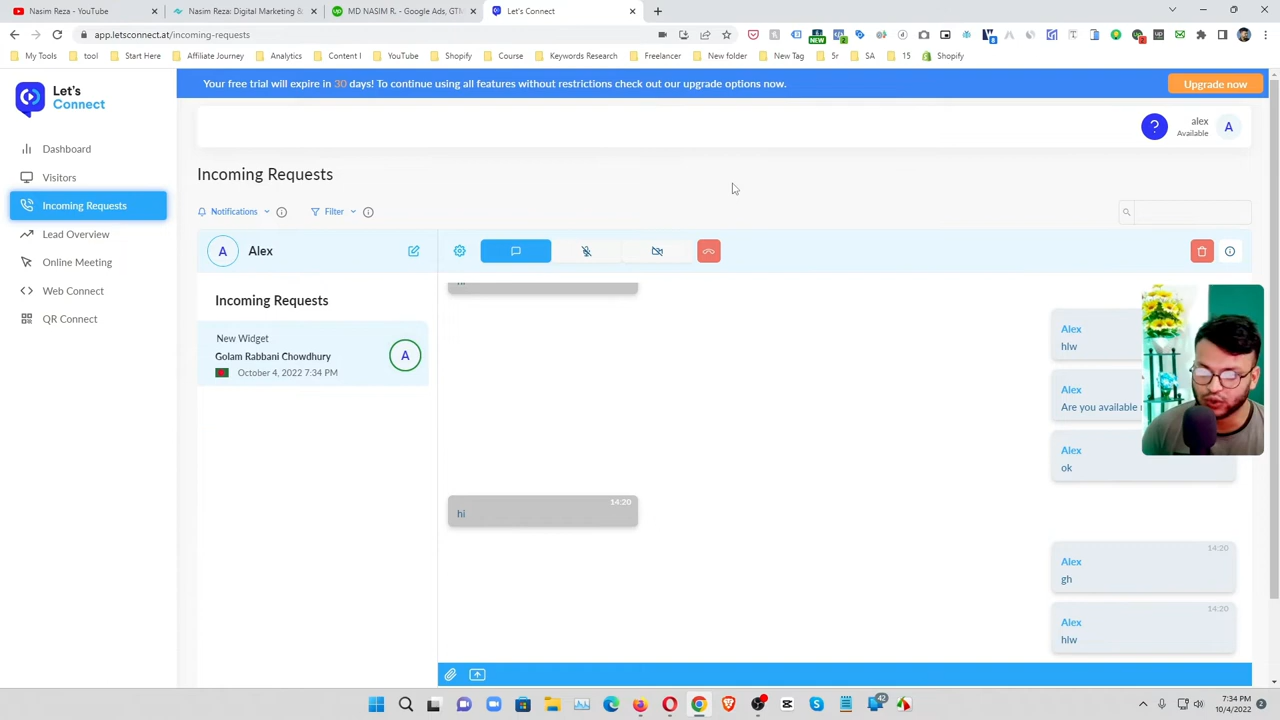 Nasim Reza - YouTube
Nasim Reza: Digital Marketing &
MD NASIM R. - Google Ads, GTM
Let's Connect
app.letsconnect.at/incoming-requests
My Tools
tool
Start Here
Affiliate Journey
Analytics
Content I
YouTube
Shopify
Course
Keywords Research
Freelancer
New folder
New Tag
5r
SA
15
Shopify
Let's
Connect
Your free trial will expire in 30 days! To continue using all features without restrictions check out our upgrade options now.
Upgrade now
?
alex
Available
A
Dashboard
Visitors
Incoming Requests
Lead Overview
Online Meeting
Web Connect
QR Connect
Incoming Requests
Notifications
Filter
A
Alex
Incoming Requests
New Widget
Golam Rabbani Chowdhury
October 4, 2022 7:34 PM
A
Alex
hlw
Alex
Are you available
Alex
ok
14:20
hi
14:20
Alex
gh
14:20
Alex
hlw
42
7:34 PM
10/4/2022